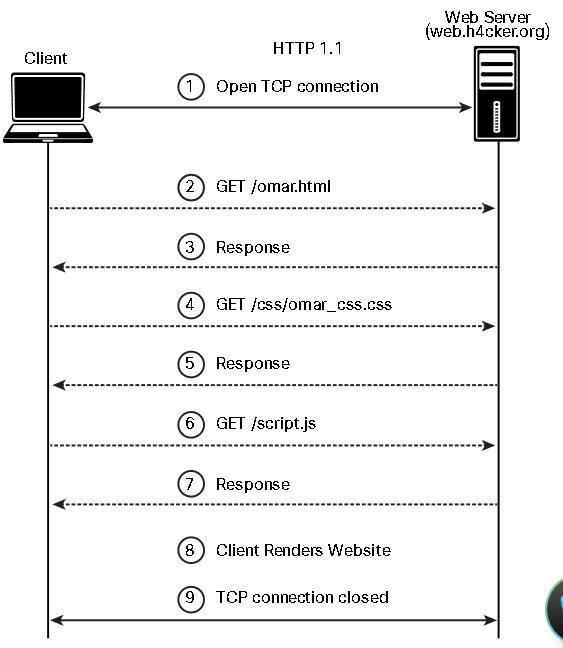 Web Server
(web.h4cker.org)
HTTP 1.1
Client
1 Open TCP connection
2 GET /omar.html
3 Response
4 GET /css/omar_css.css
5 Response
6 GET /script.js
7 Response
8 Client Renders Website
9 TCP connection closed